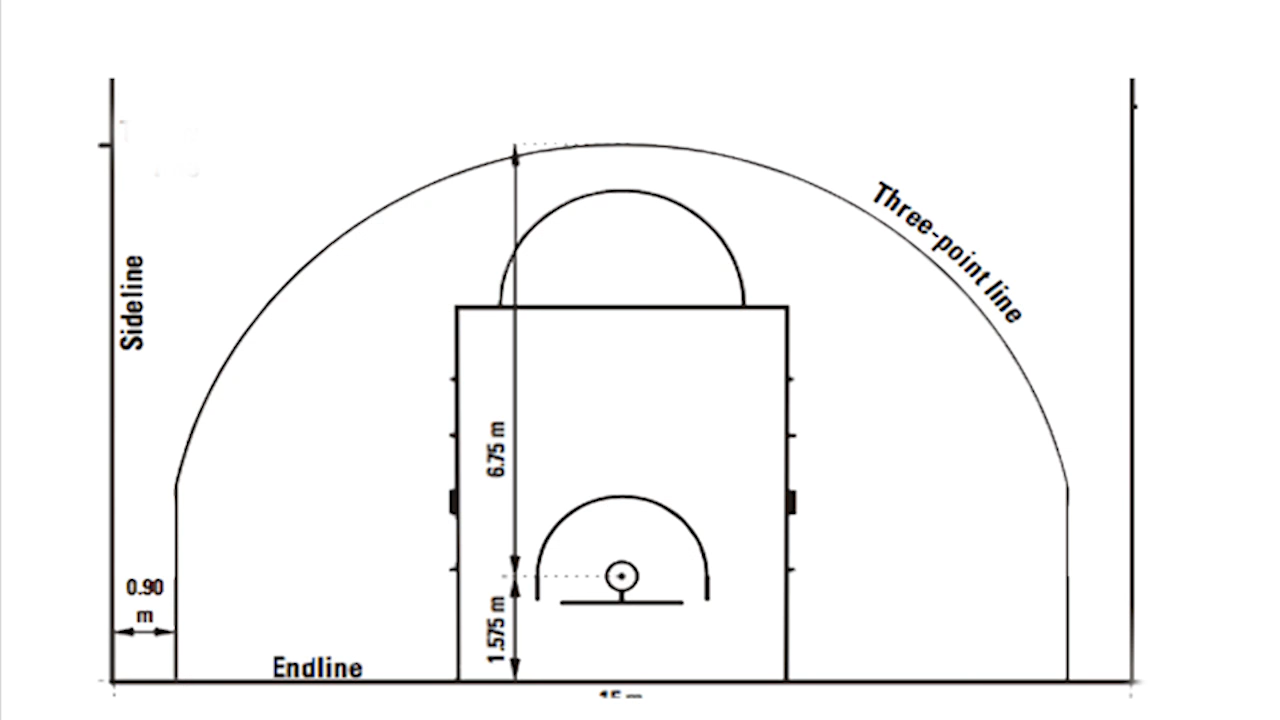 Three-point line
Sideline
6.75 m
0.90
m
1.575 m
Endline